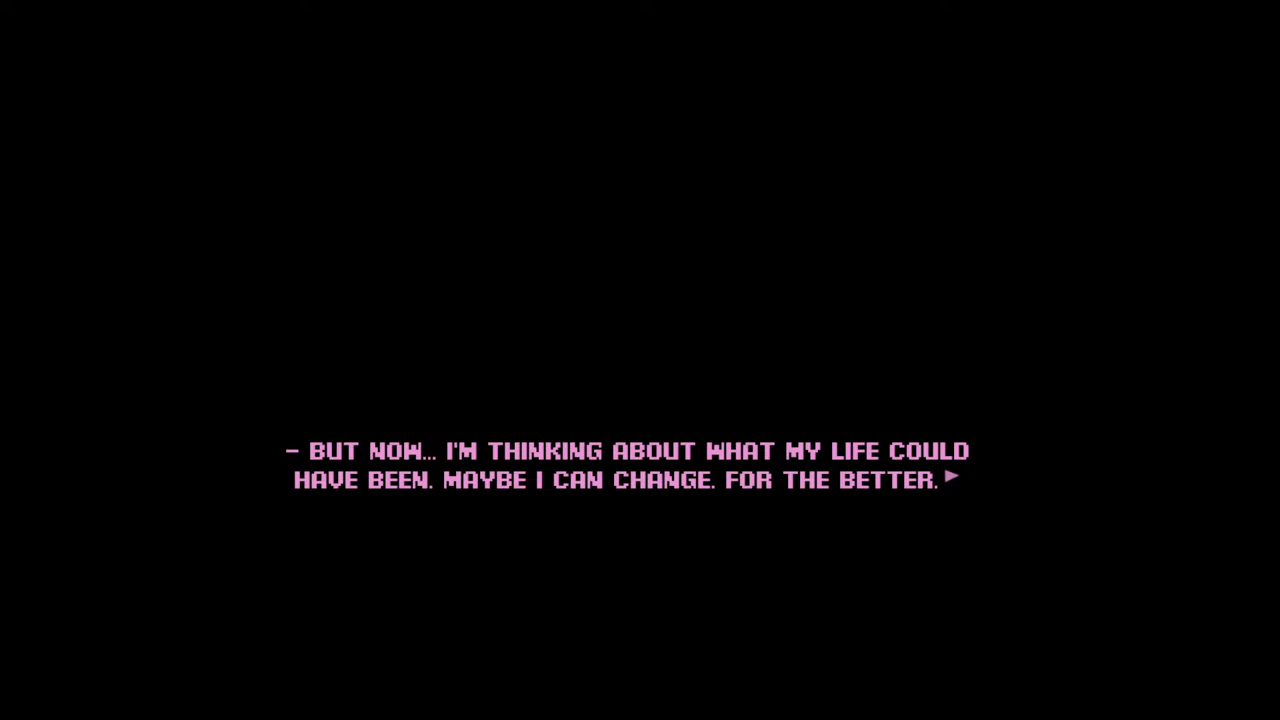 - BUT NOW... I'M THINKING ABOUT WHAT MY LIFE COULD
HAVE BEEN. MAYBE I CAN CHANGE. FOR THE BETTER.